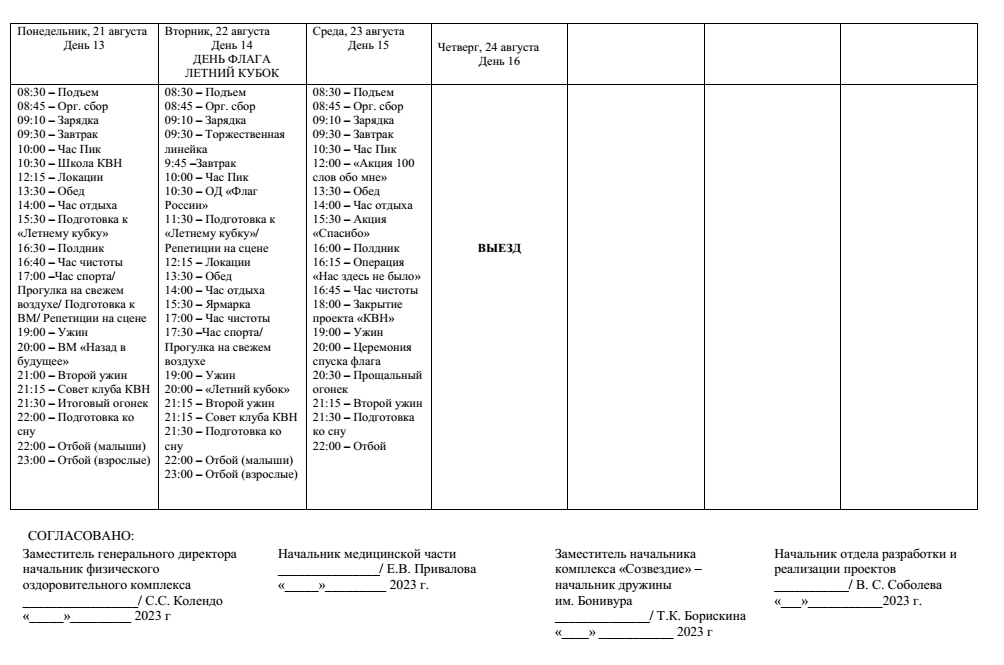 Понедельник, 21 августа
День 13
Вторник, 22 августа
День 14
ДЕНЬ ФЛАГА
ЛЕТНИЙ КУБОК
Среда, 23 августа
День 15
Четверг, 24 августа
День 16
08:30 – Подъем
08:45 – Орг. сбор
09:10 – Зарядка
09:30 – Завтрак
10:00 – Час Пик
10:30 – Школа КВН
12:15 – Локации
13:30 – Обед
14:00 – Час отдыха
15:30 – Подготовка к
«Летнему кубку»
16:30 – Полдник
16:40 – Час чистоты
17:00 –Час спорта/
Прогулка на свежем
воздухе/ Подготовка к
ВМ/ Репетиции на сцене
19:00 – Ужин
20:00 – ВМ «Назад в
будущее»
21:00 – Второй ужин
21:15 – Совет клуба КВН
21:30 – Итоговый огонек
22:00 – Подготовка ко
сну
22:00 – Отбой (малыши)
23:00 – Отбой (взрослые)
08:30 – Подъем
08:45 – Орг. сбор
09:10 – Зарядка
09:30 – Торжественная
линейка
9:45 –Завтрак
10:00 – Час Пик
10:30 – ОД «Флаг
России»
11:30 – Подготовка к
«Летнему кубку»/
Репетиции на сцене
12:15 – Локации
13:30 – Обед
14:00 – Час отдыха
15:30 – Ярмарка
17:00 – Час чистоты
17:30 –Час спорта/
Прогулка на свежем
воздухе
19:00 – Ужин
20:00 – «Летний кубок»
21:15 – Второй ужин
21:15 – Совет клуба КВН
21:30 – Подготовка ко
сну
22:00 – Отбой (малыши)
23:00 – Отбой (взрослые)
08:30 – Подъем
08:45 – Орг. сбор
09:10 – Зарядка
09:30 – Завтрак
10:30 – Час Пик
12:00 – «Акция 100
слов обо мне»
13:30 – Обед
14:00 – Час отдыха
15:30 – Акция
«Спасибо»
16:00 – Полдник
16:15 – Операция
«Нас здесь не было»
16:45 – Час чистоты
18:00 – Закрытие
проекта «КВН»
19:00 – Ужин
20:00 – Церемония
спуска флага
20:30 – Прощальный
огонек
21:15 – Второй ужин
21:30 – Подготовка
ко сну
22:00 – Отбой
ВЫЕЗД
СОГЛАСОВАНО:
Заместитель генерального директора
начальник физического
оздоровительного комплекса
_________________/ С.С. Колендо
«_____»_________ 2023 г
Начальник медицинской части
_______________/ Е.В. Привалова
«_____»_________ 2023 г.
Заместитель начальника
комплекса «Созвездие» –
начальник дружины
им. Бонивура
______________/ Т.К. Борискина
«____» ___________ 2023 г
Начальник отдела разработки и
реализации проектов
___________/ В. С. Соболева
«___»___________2023 г.